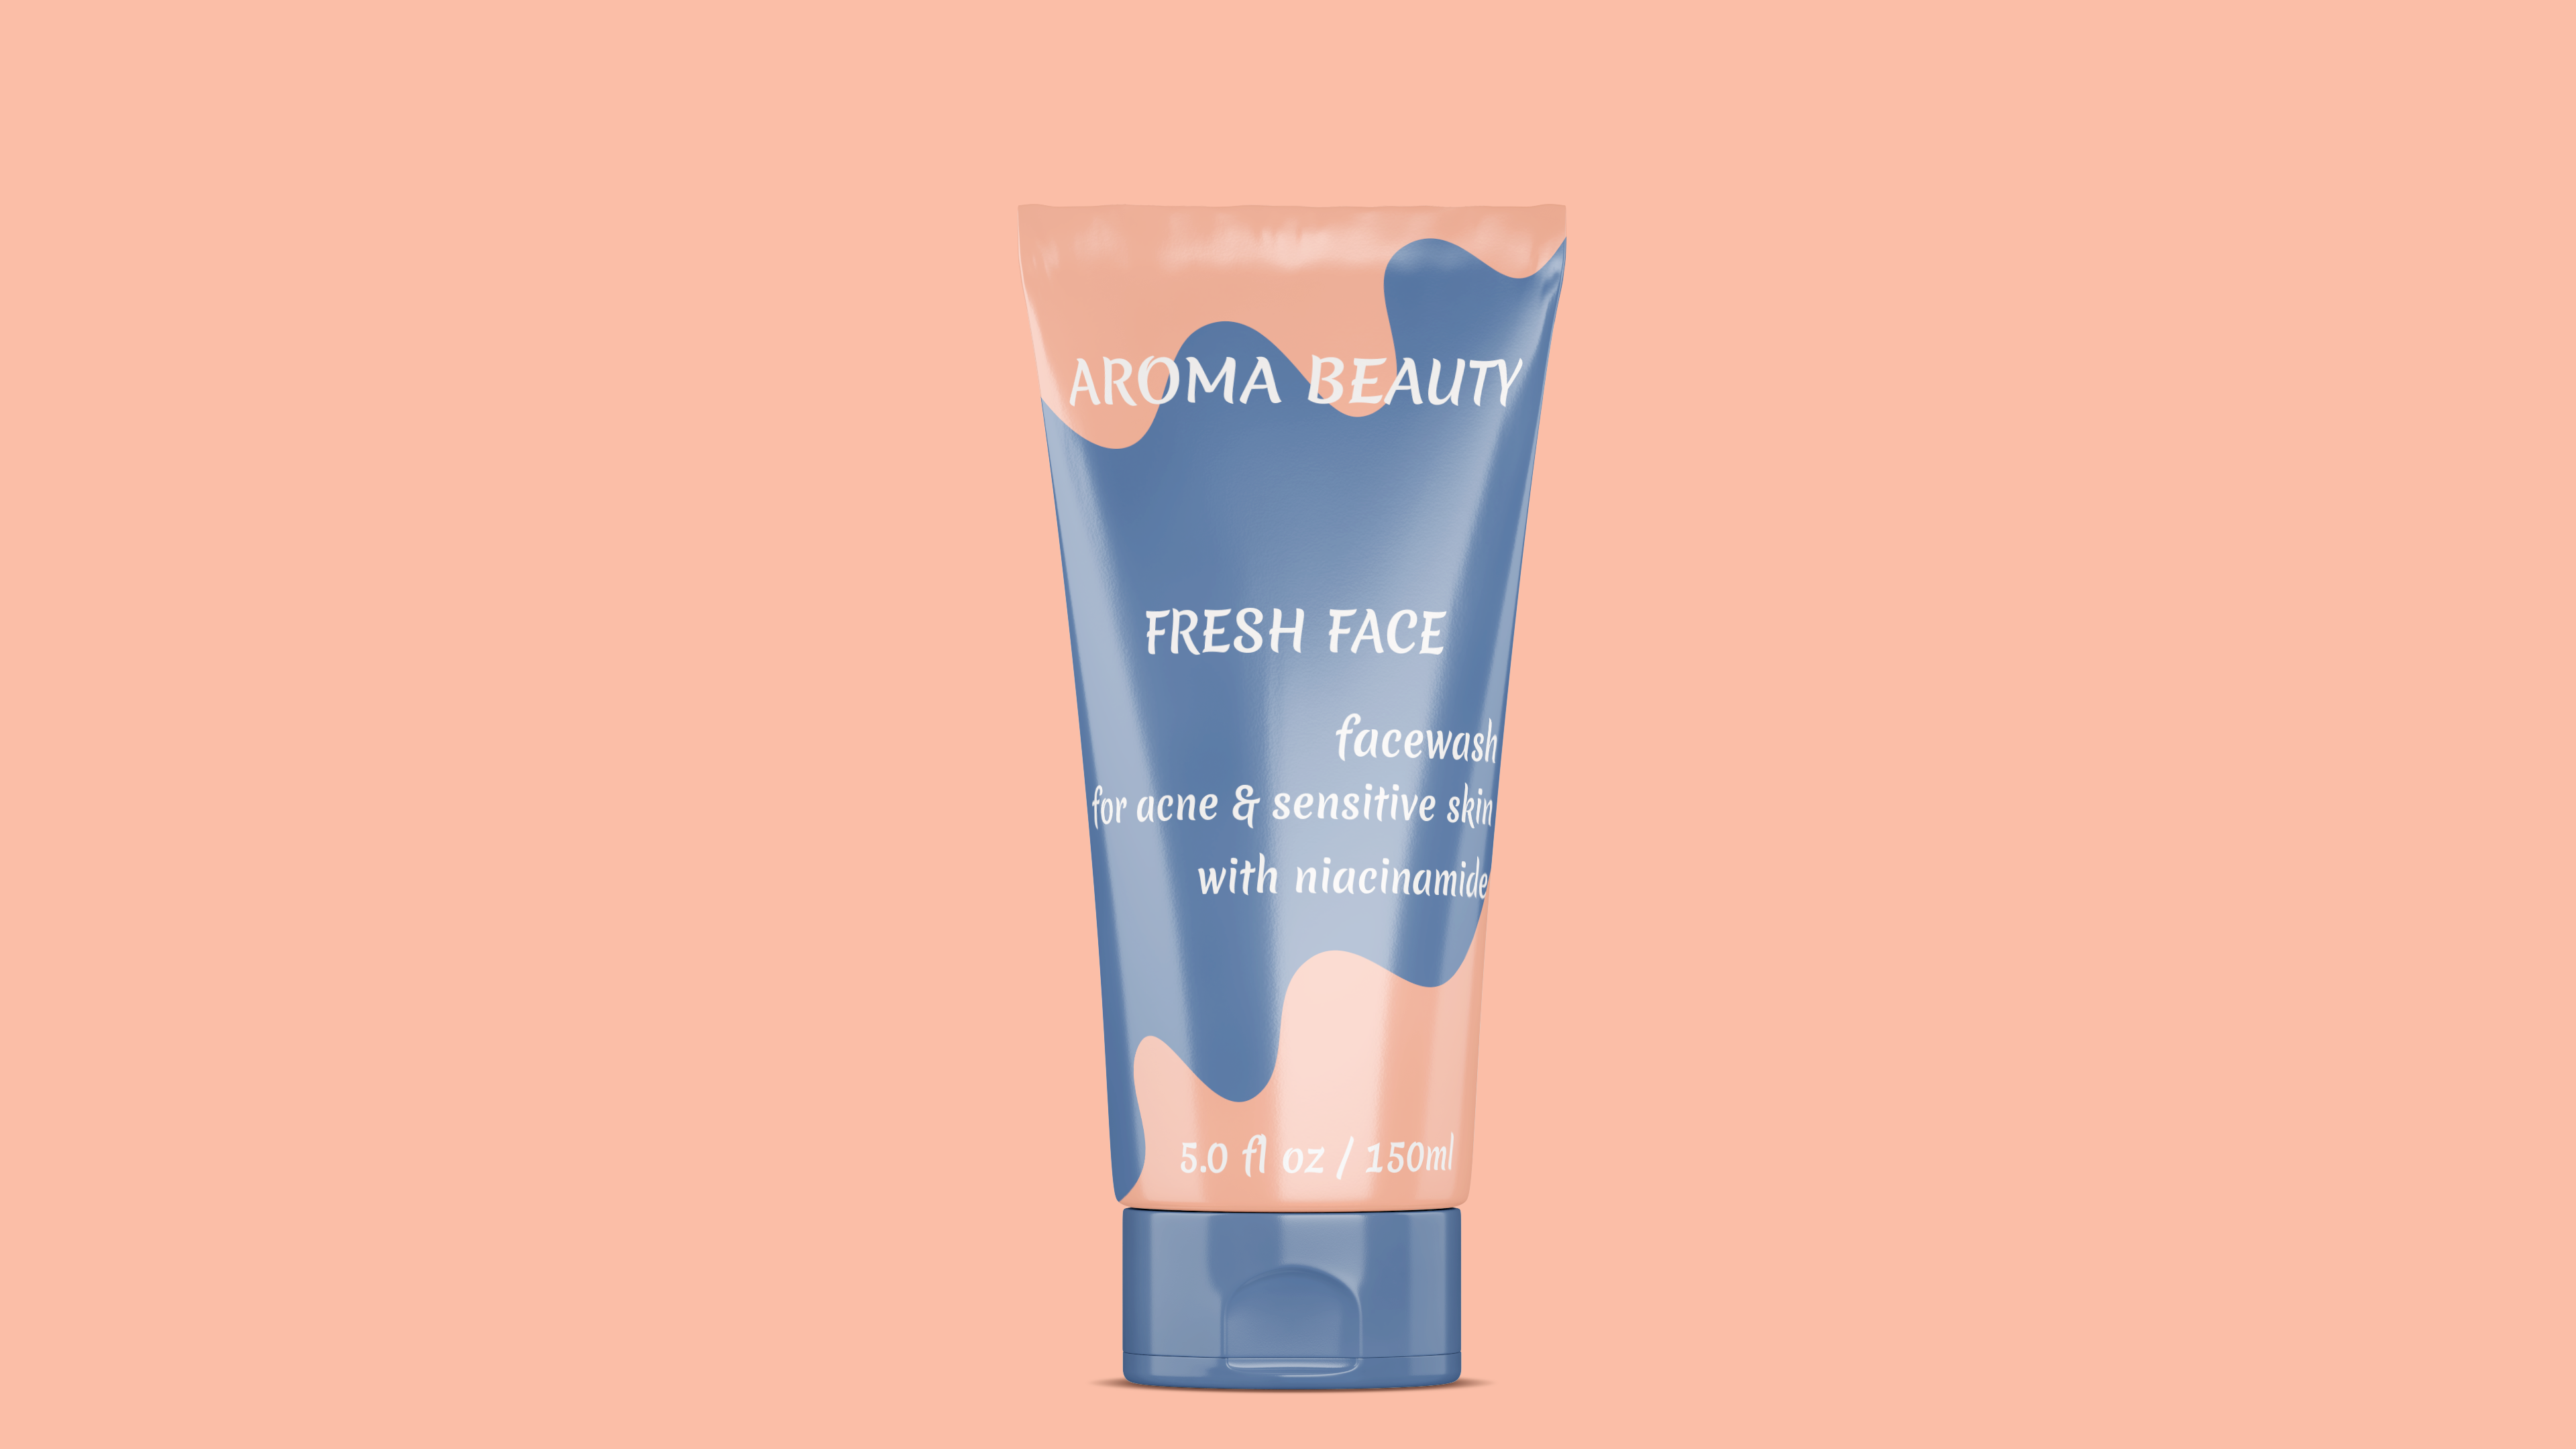 AROMA BEAUTY
FRESH FACE
facewash
for acne & sensitive skin
with niacinamide
5.0 fl oz / 150ml